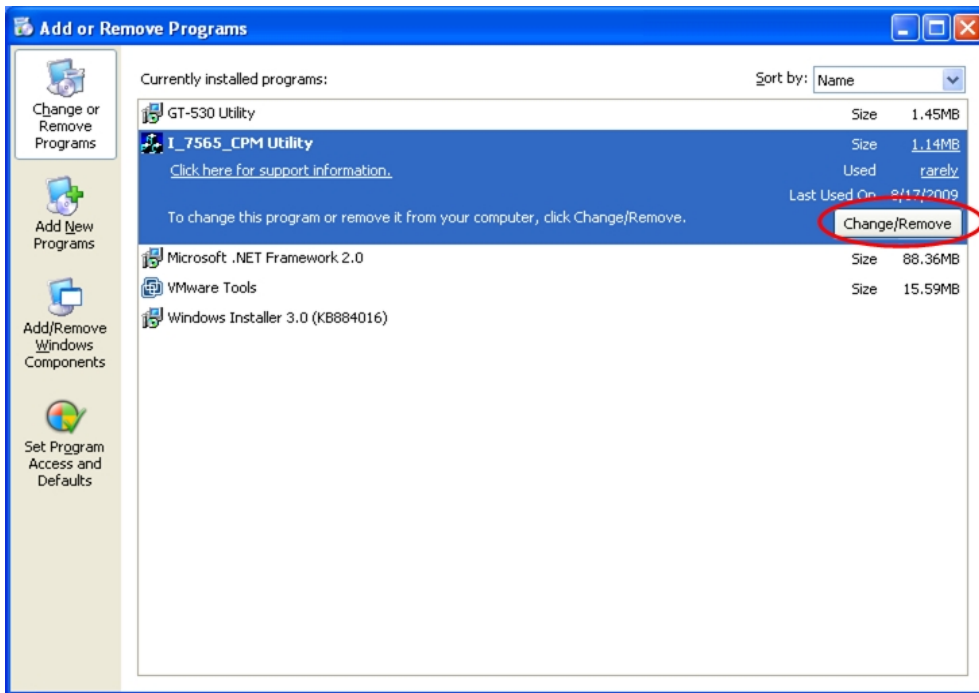 Add or Remove Programs
Change or
Remove
Programs
Add New
Programs
Add/Remove
Windows
Components
Set Program
Access and
Defaults
Currently installed programs:
Sort by: Name
GT-530 Utility Size 1.45MB
I_7565_CPM Utility Size 1.14MB
Click here for support information. Used rarely
Last Used On 8/17/2009
To change this program or remove it from your computer, click Change/Remove. Change/Remove
Microsoft .NET Framework 2.0 Size 88.36MB
VMware Tools Size 15.59MB
Windows Installer 3.0 (KB884016)